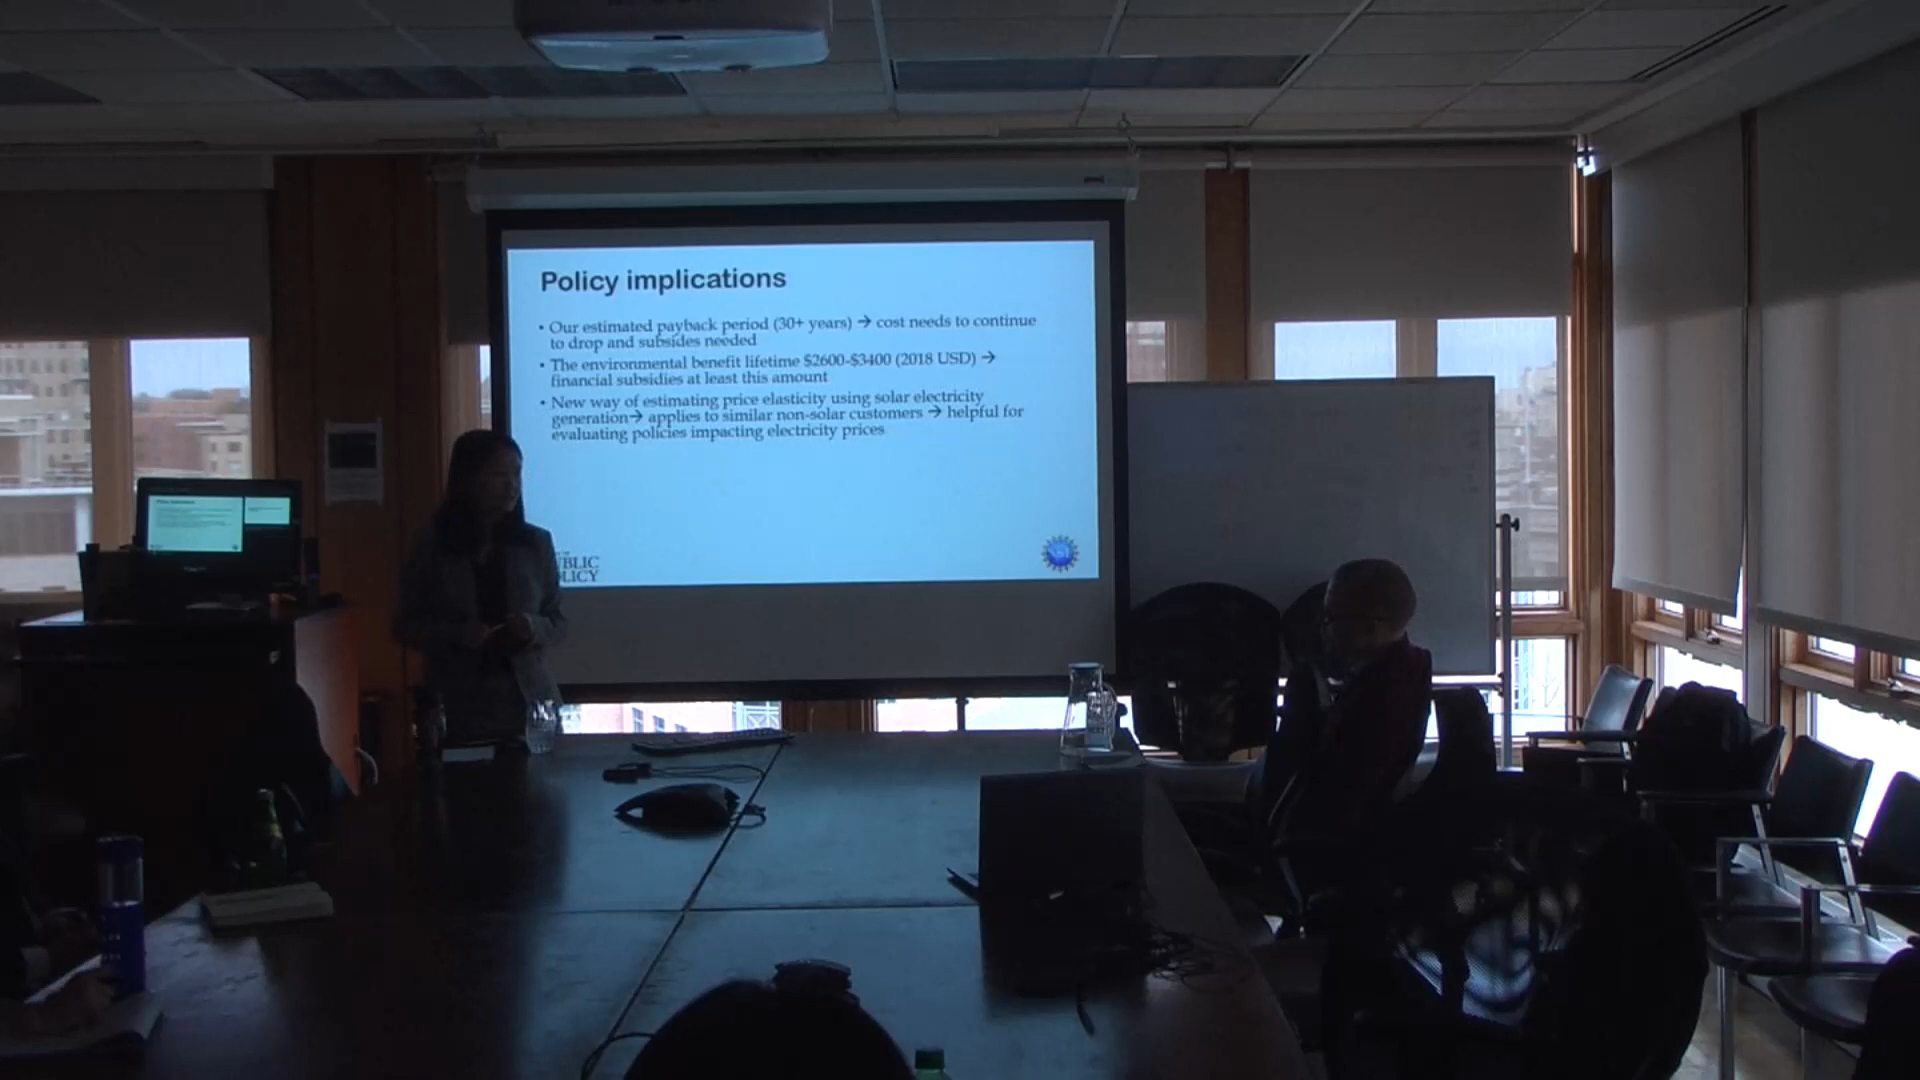 Policy implications
• Our estimated payback period (30+ years) → cost needs to continue
to drop and subsides needed
• The environmental benefit lifetime $2600-$3400 (2018 USD) →
financial subsidies at least this amount
• New way of estimating price elasticity using solar electricity
generation→ applies to similar non-solar customers → helpful for
evaluating policies impacting electricity prices
BLIC
LICY